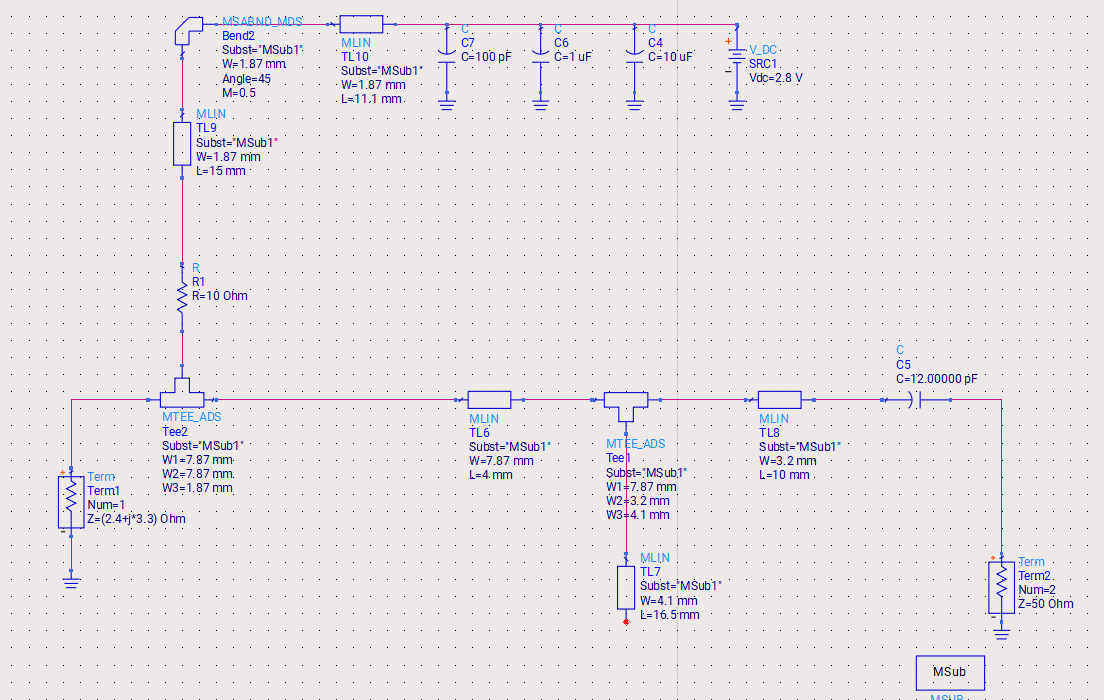 MSABND_MDS
Bend2
Subst="MSub1"
W=1.87 mm
Angle=45
M=0.5
MLIN
TL10
Subst="MSub1"
W=1.87 mm
L=11.1 mm
C
C7
C=100 pF
C
C6
C=1 uF
C
C4
C=10 uF
+
V_DC
SRC1
Vdc=2.8 V
–
MLIN
TL9
Subst="MSub1"
W=1.87 mm
L=15 mm
R
R1
R=10 Ohm
C
C5
C=12.00000 pF
MTEE_ADS
Tee2
Subst="MSub1"
W1=7.87 mm
W2=7.87 mm
W3=1.87 mm
MLIN
TL6
Subst="MSub1"
W=7.87 mm
L=4 mm
MTEE_ADS
Tee1
Subst="MSub1"
W1=7.87 mm
W2=3.2 mm
W3=4.1 mm
MLIN
TL8
Subst="MSub1"
W=3.2 mm
L=10 mm
+
Term
Term1
Num=1
Z=(2.4+j*3.3) Ohm
–
MLIN
TL7
Subst="MSub1"
W=4.1 mm
L=16.5 mm
+
Term
Term2
Num=2
Z=50 Ohm
–
MSub
MSUB